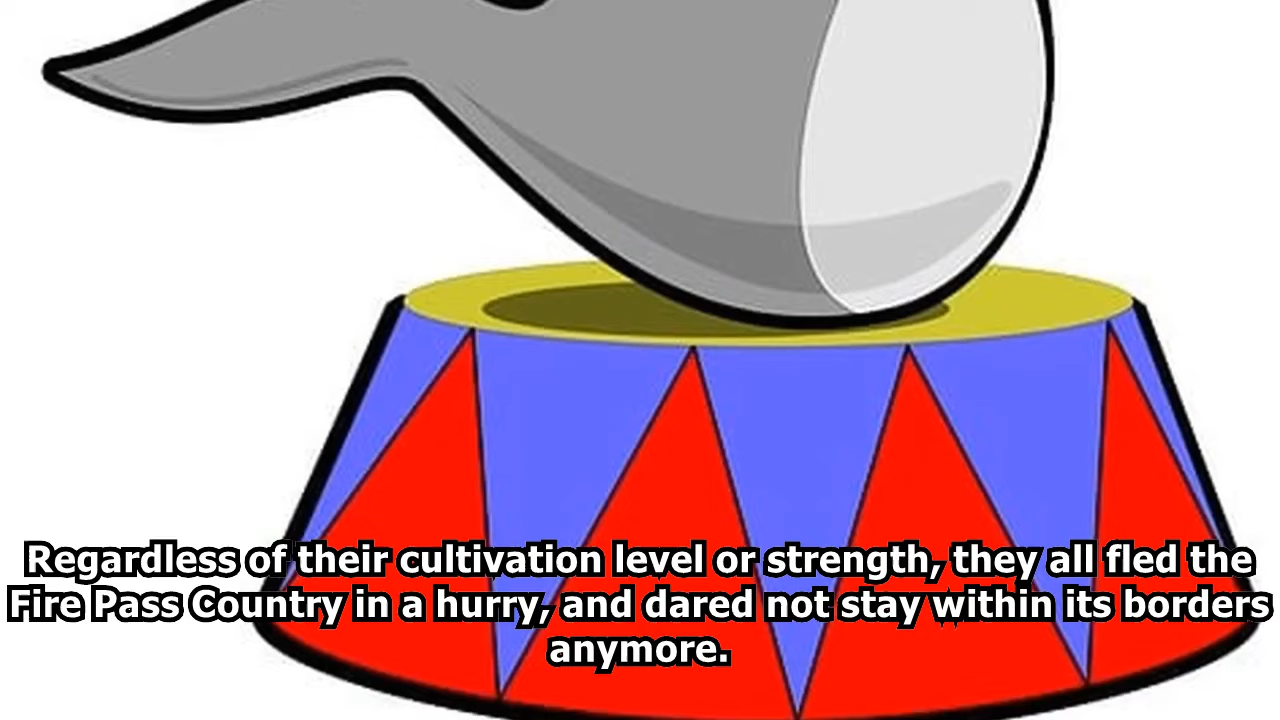 Regardless of their cultivation level or strength, they all fled the
Fire Pass Country in a hurry, and dared not stay within its borders
anymore.